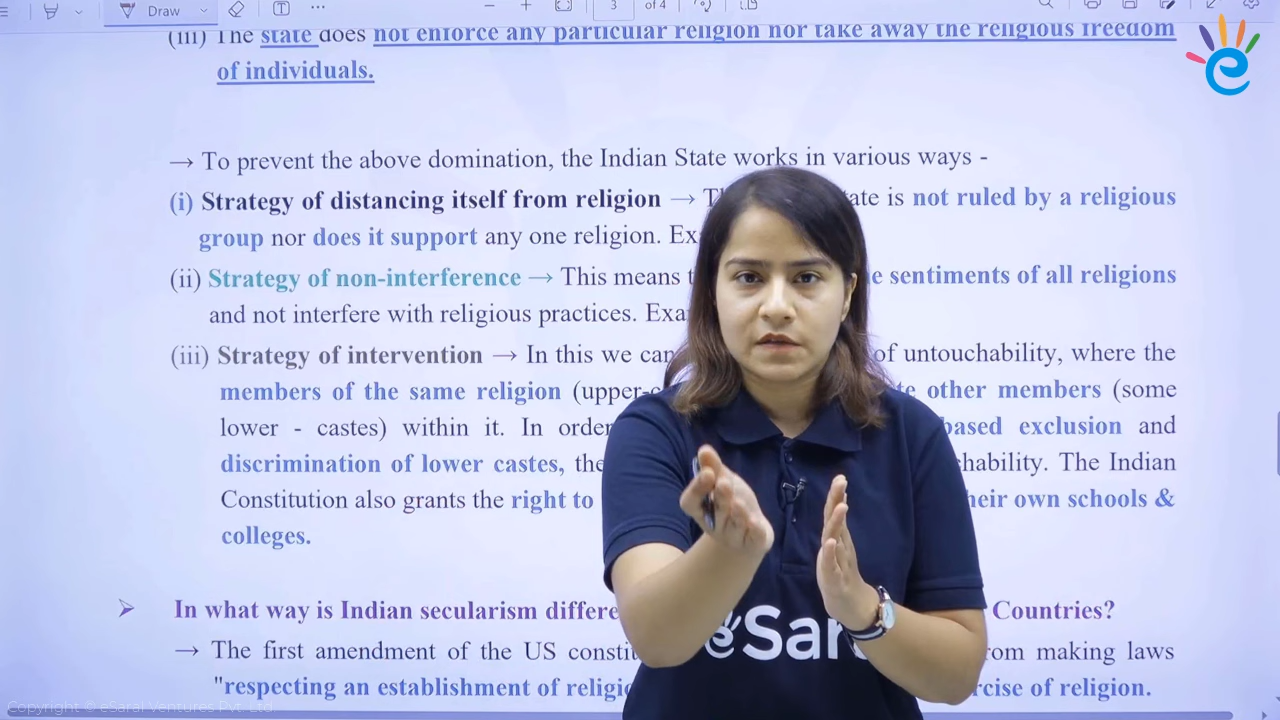 Draw
3 of 4
(iii) The state does not enforce any particular religion nor take away the religious freedom
of individuals.
→ To prevent the above domination, the Indian State works in various ways -
(i) Strategy of distancing itself from religion → ate is not ruled by a religious
group nor does it support any one religion. Ex
(ii) Strategy of non-interference → This means t e sentiments of all religions
and not interfere with religious practices. Exa
(iii) Strategy of intervention → In this we can of untouchability, where the
members of the same religion (upper-c te other members (some
lower - castes) within it. In order based exclusion and
discrimination of lower castes, the hability. The Indian
Constitution also grants the right to heir own schools &
colleges.
➢ In what way is Indian secularism differe Countries?
→ The first amendment of the US constit om making laws
"respecting an establishment of religio rcise of religion.
eSar
Copyright © eSaral Ventures Pvt. Ltd.